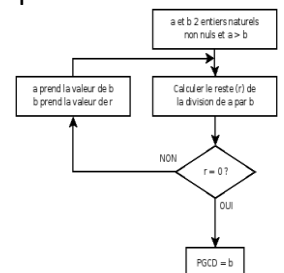 a et b 2 entiers naturels
non nuls et a > b
a prend la valeur de b
b prend la valeur de r
Calculer le reste (r) de
la division de a par b
NON
r = 0 ?
OUI
PGCD = b